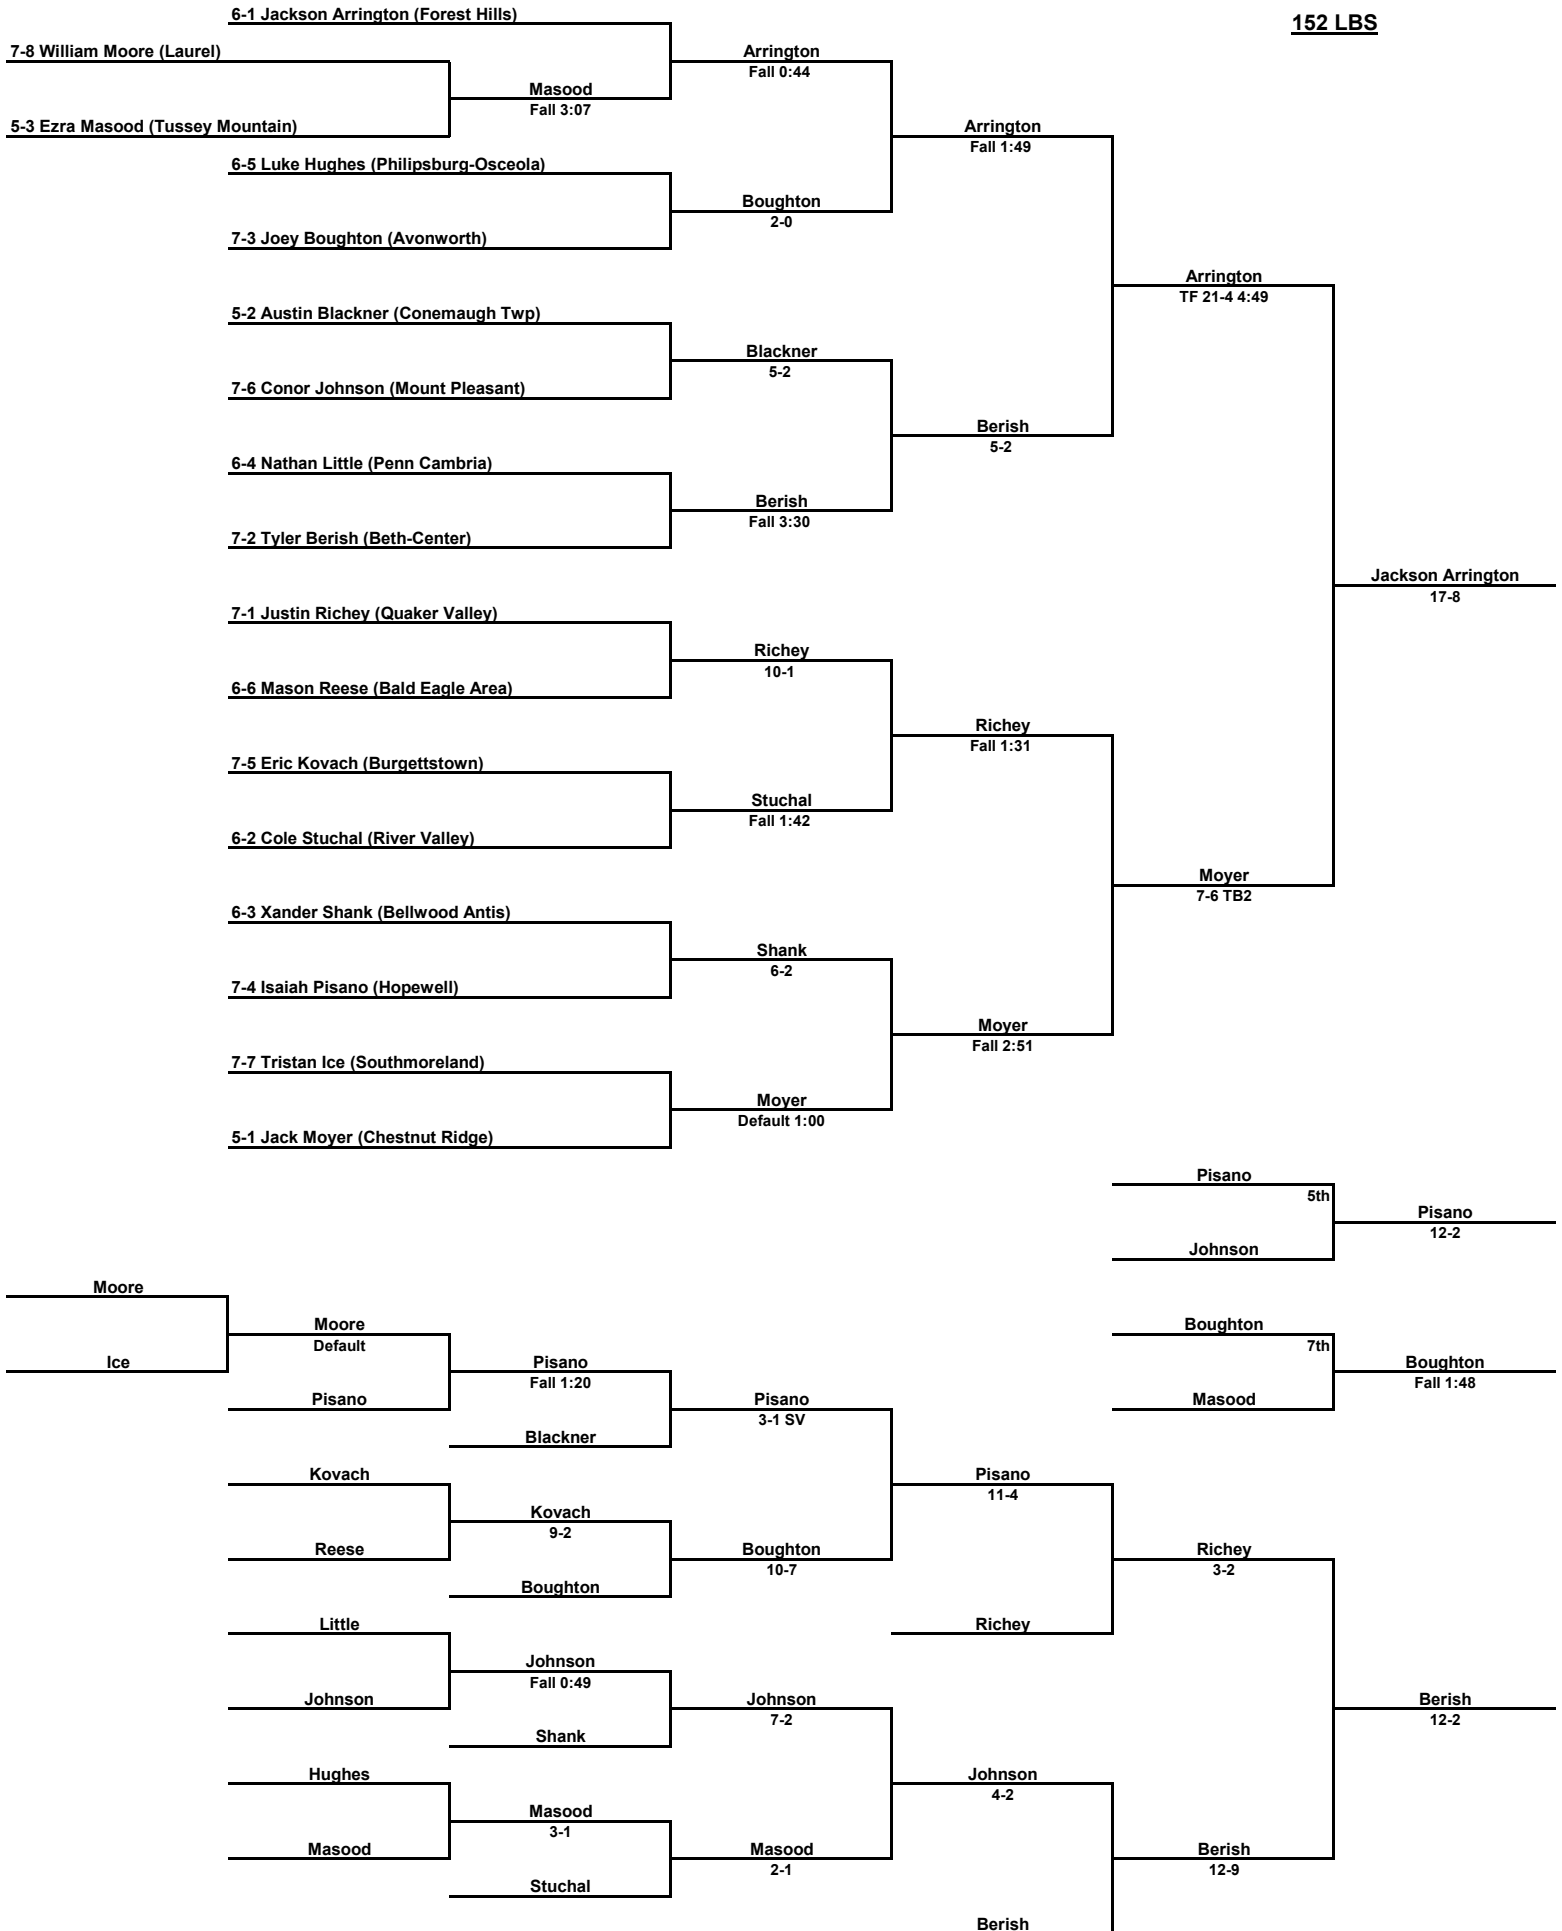 6-1 Jackson Arrington (Forest Hills)
152 LBS
7-8 William Moore (Laurel)
Arrington
Fall 0:44
Masood
Fall 3:07
5-3 Ezra Masood (Tussey Mountain)
Arrington
Fall 1:49
6-5 Luke Hughes (Philipsburg-Osceola)
Boughton
2-0
7-3 Joey Boughton (Avonworth)
Arrington
TF 21-4 4:49
5-2 Austin Blackner (Conemaugh Twp)
Blackner
5-2
7-6 Conor Johnson (Mount Pleasant)
Berish
5-2
6-4 Nathan Little (Penn Cambria)
Berish
Fall 3:30
7-2 Tyler Berish (Beth-Center)
Jackson Arrington
17-8
7-1 Justin Richey (Quaker Valley)
Richey
10-1
6-6 Mason Reese (Bald Eagle Area)
Richey
Fall 1:31
7-5 Eric Kovach (Burgettstown)
Stuchal
Fall 1:42
6-2 Cole Stuchal (River Valley)
Moyer
7-6 TB2
6-3 Xander Shank (Bellwood Antis)
Shank
6-2
7-4 Isaiah Pisano (Hopewell)
Moyer
Fall 2:51
7-7 Tristan Ice (Southmoreland)
Moyer
Default 1:00
5-1 Jack Moyer (Chestnut Ridge)
Pisano
5th
Pisano
12-2
Johnson
Moore
Moore
Default
Boughton
7th
Ice
Pisano
Fall 1:20
Boughton
Fall 1:48
Pisano
Pisano
3-1 SV
Masood
Blackner
Kovach
Pisano
11-4
Kovach
9-2
Reese
Boughton
10-7
Richey
3-2
Boughton
Little
Richey
Johnson
Fall 0:49
Johnson
Johnson
7-2
Berish
12-2
Shank
Hughes
Johnson
4-2
Masood
3-1
Masood
Masood
2-1
Berish
12-9
Stuchal
Berish